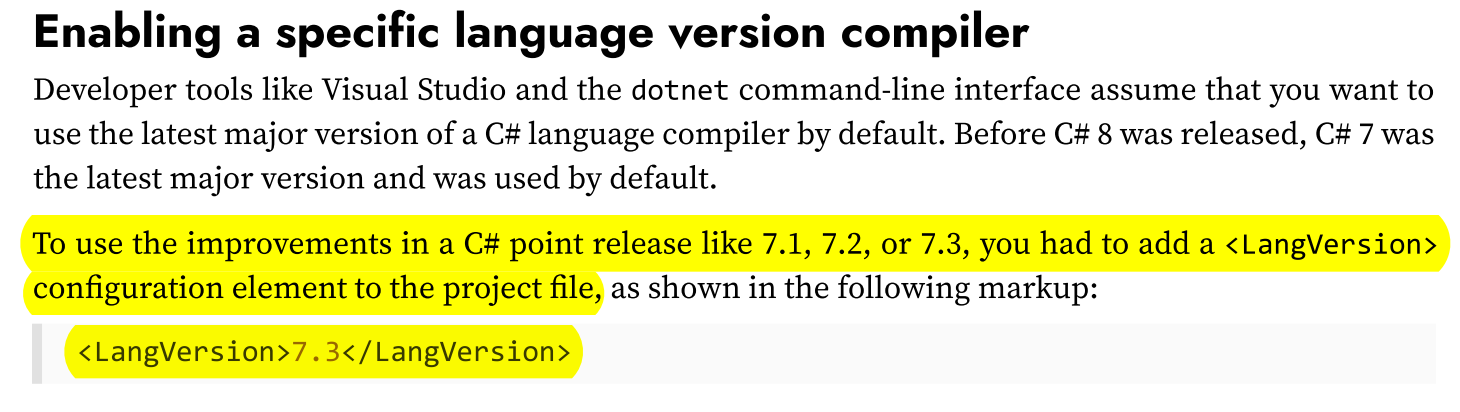 Enabling a specific language version compiler
Developer tools like Visual Studio and the dotnet command-line interface assume that you want to
use the latest major version of a C# language compiler by default. Before C# 8 was released, C# 7 was
the latest major version and was used by default.
To use the improvements in a C# point release like 7.1, 7.2, or 7.3, you had to add a <LangVersion>
configuration element to the project file, as shown in the following markup:
<LangVersion>7.3</LangVersion>